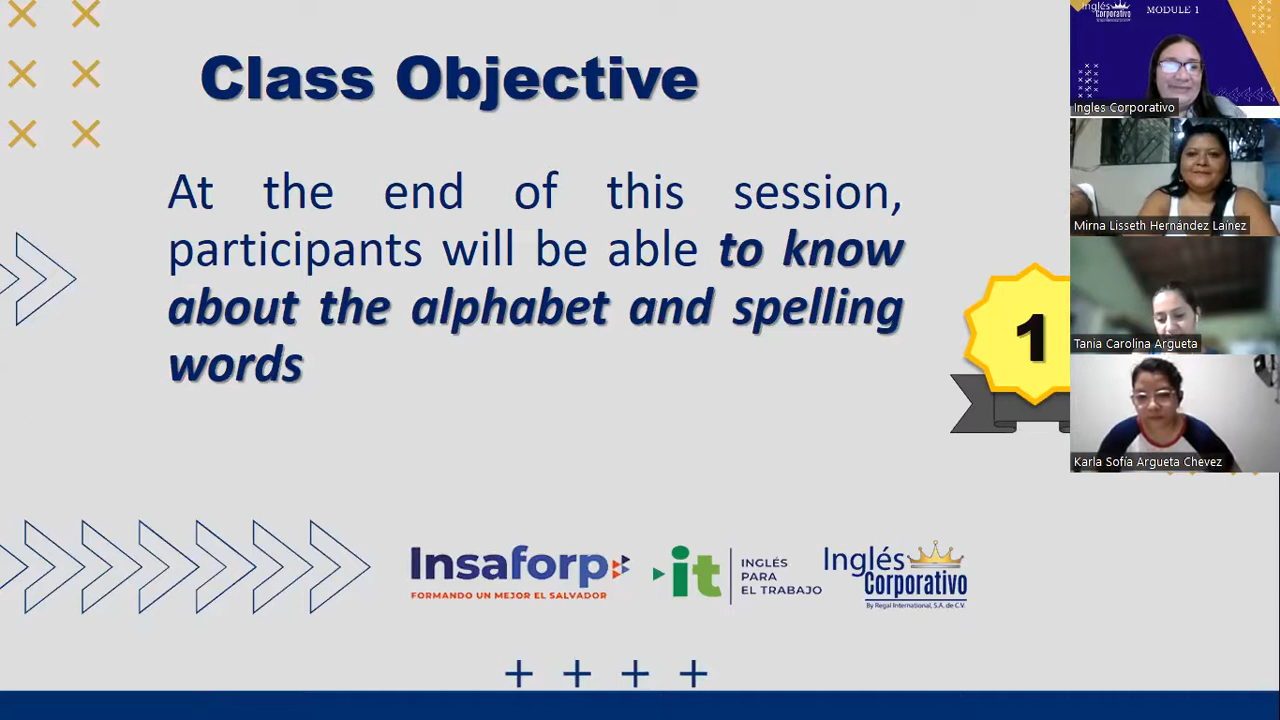 Class Objective
At the end of this session,
participants will be able to know
about the alphabet and spelling
words
1
Insaforp
FORMANDO UN MEJOR EL SALVADOR
it
INGLÉS
PARA
EL TRABAJO
Inglés
Corporativo
By Regal International, S.A. de C.V.
Inglés
Corporativo
MODULE 1
Ingles Corporativo
Mirna Lisseth Hernández Lainez
Tania Carolina Argueta
Karla Sofía Argueta Chevez